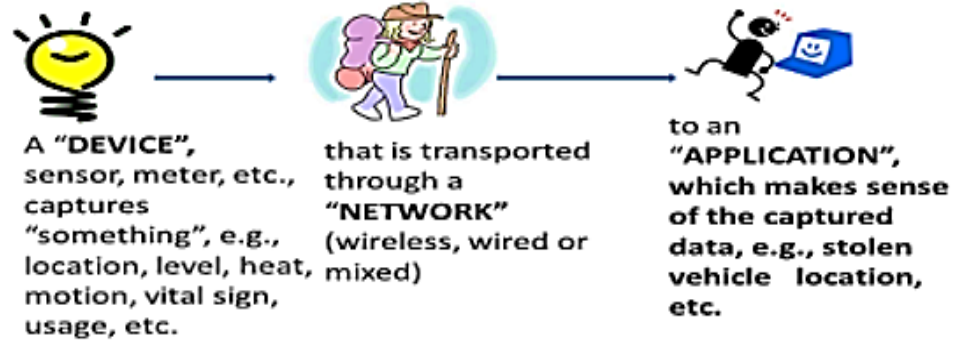 A “DEVICE”,
sensor, meter, etc.,
captures
“something”, e.g.,
location, level, heat,
motion, vital sign,
usage, etc.
that is transported
through a
“NETWORK”
(wireless, wired or
mixed)
to an
“APPLICATION”,
which makes sense
of the captured
data, e.g., stolen
vehicle location,
etc.